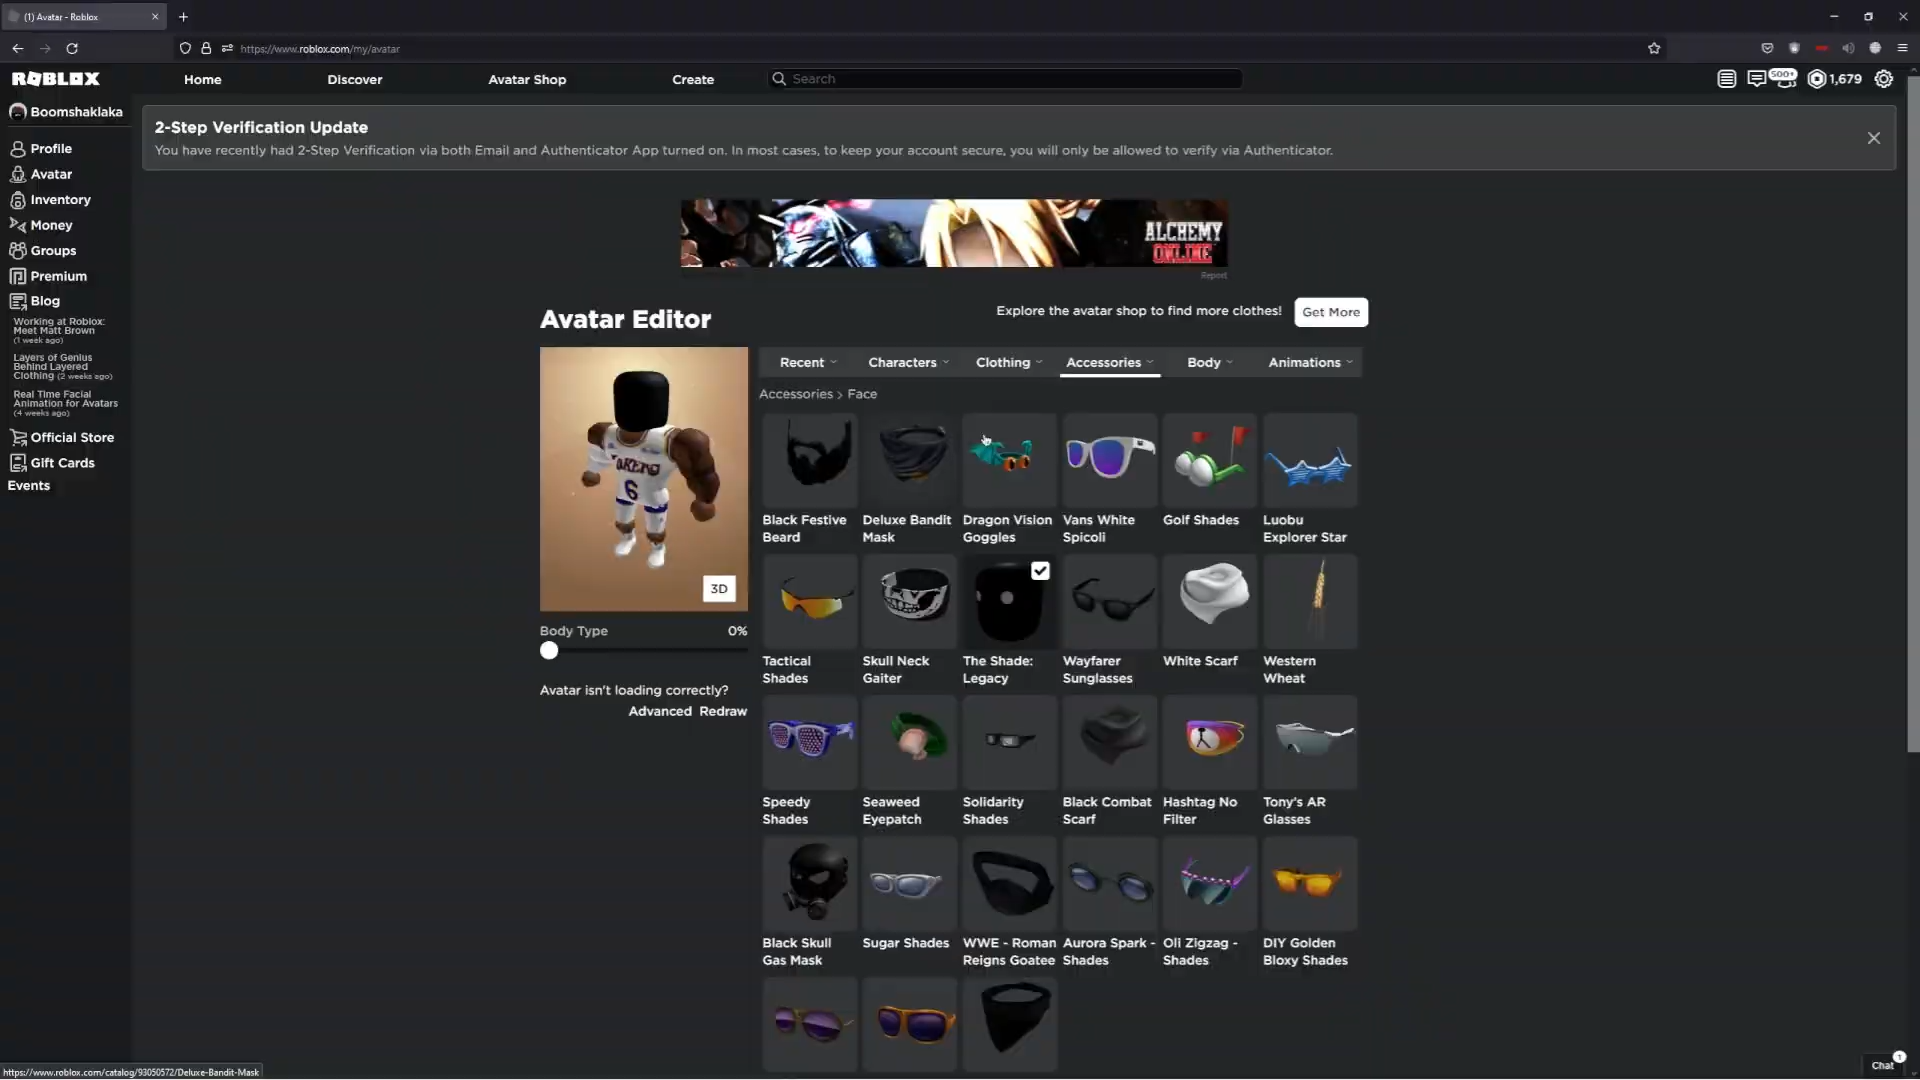 (1) Avatar - Roblox
https://www.roblox.com/my/avatar
ROBLOX
Home
Discover
Avatar Shop
Create
Search
500+
1,679
Boomshaklaka
Profile
Avatar
Inventory
Money
Groups
Premium
Blog
Working at Roblox:
Meet Matt Brown
(1 week ago)
Layers of Genius
Behind Layered
Clothing (2 weeks ago)
Real Time Facial
Animation for Avatars
(4 weeks ago)
Official Store
Gift Cards
Events
2-Step Verification Update
You have recently had 2-Step Verification via both Email and Authenticator App turned on. In most cases, to keep your account secure, you will only be allowed to verify via Authenticator.
ALCHEMY
ONLINE
Report
Avatar Editor
Explore the avatar shop to find more clothes!
Get More
6
3D
Body Type
0%
Avatar isn't loading correctly?
Advanced Redraw
Recent
Characters
Clothing
Accessories
Body
Animations
Accessories > Face
Black Festive
Beard
Deluxe Bandit
Mask
Dragon Vision
Goggles
Vans White
Spicoli
Golf Shades
Luobu
Explorer Star
Tactical
Shades
Skull Neck
Gaiter
The Shade:
Legacy
Wayfarer
Sunglasses
White Scarf
Western
Wheat
Speedy
Shades
Seaweed
Eyepatch
Solidarity
Shades
Black Combat
Scarf
Hashtag No
Filter
Tony's AR
Glasses
Black Skull
Gas Mask
Sugar Shades
WWE - Roman
Reigns Goatee
Aurora Spark -
Shades
Oli Zigzag -
Shades
DIY Golden
Bloxy Shades
https://www.roblox.com/catalog/93050572/Deluxe-Bandit-Mask
Chat
1